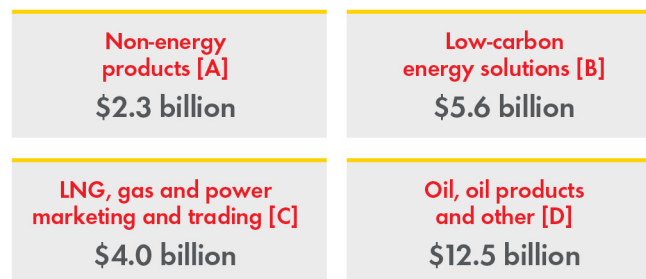 Non-energy
products [A]
$2.3 billion
Low-carbon
energy solutions [B]
$5.6 billion
LNG, gas and power
marketing and trading [C]
$4.0 billion
Oil, oil products
and other [D]
$12.5 billion